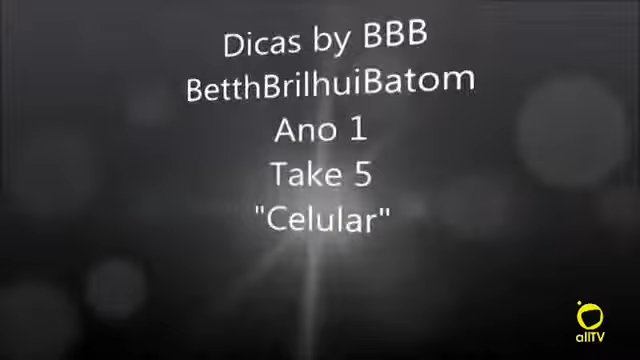 Dicas by BBB
BetthBrilhuiBatom
Ano 1
Take 5
"Celular"
allTV